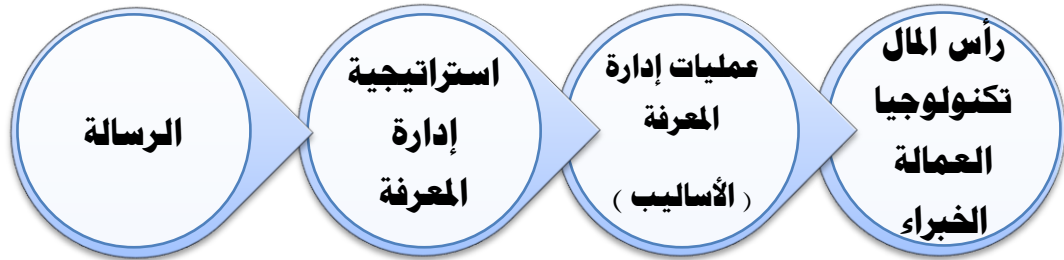 الرسالة
استراتيجية
إدارة
المعرفة
عمليات إدارة
المعرفة
( الأساليب )
رأس المال
تكنولوجيا
العمالة
الخبراء